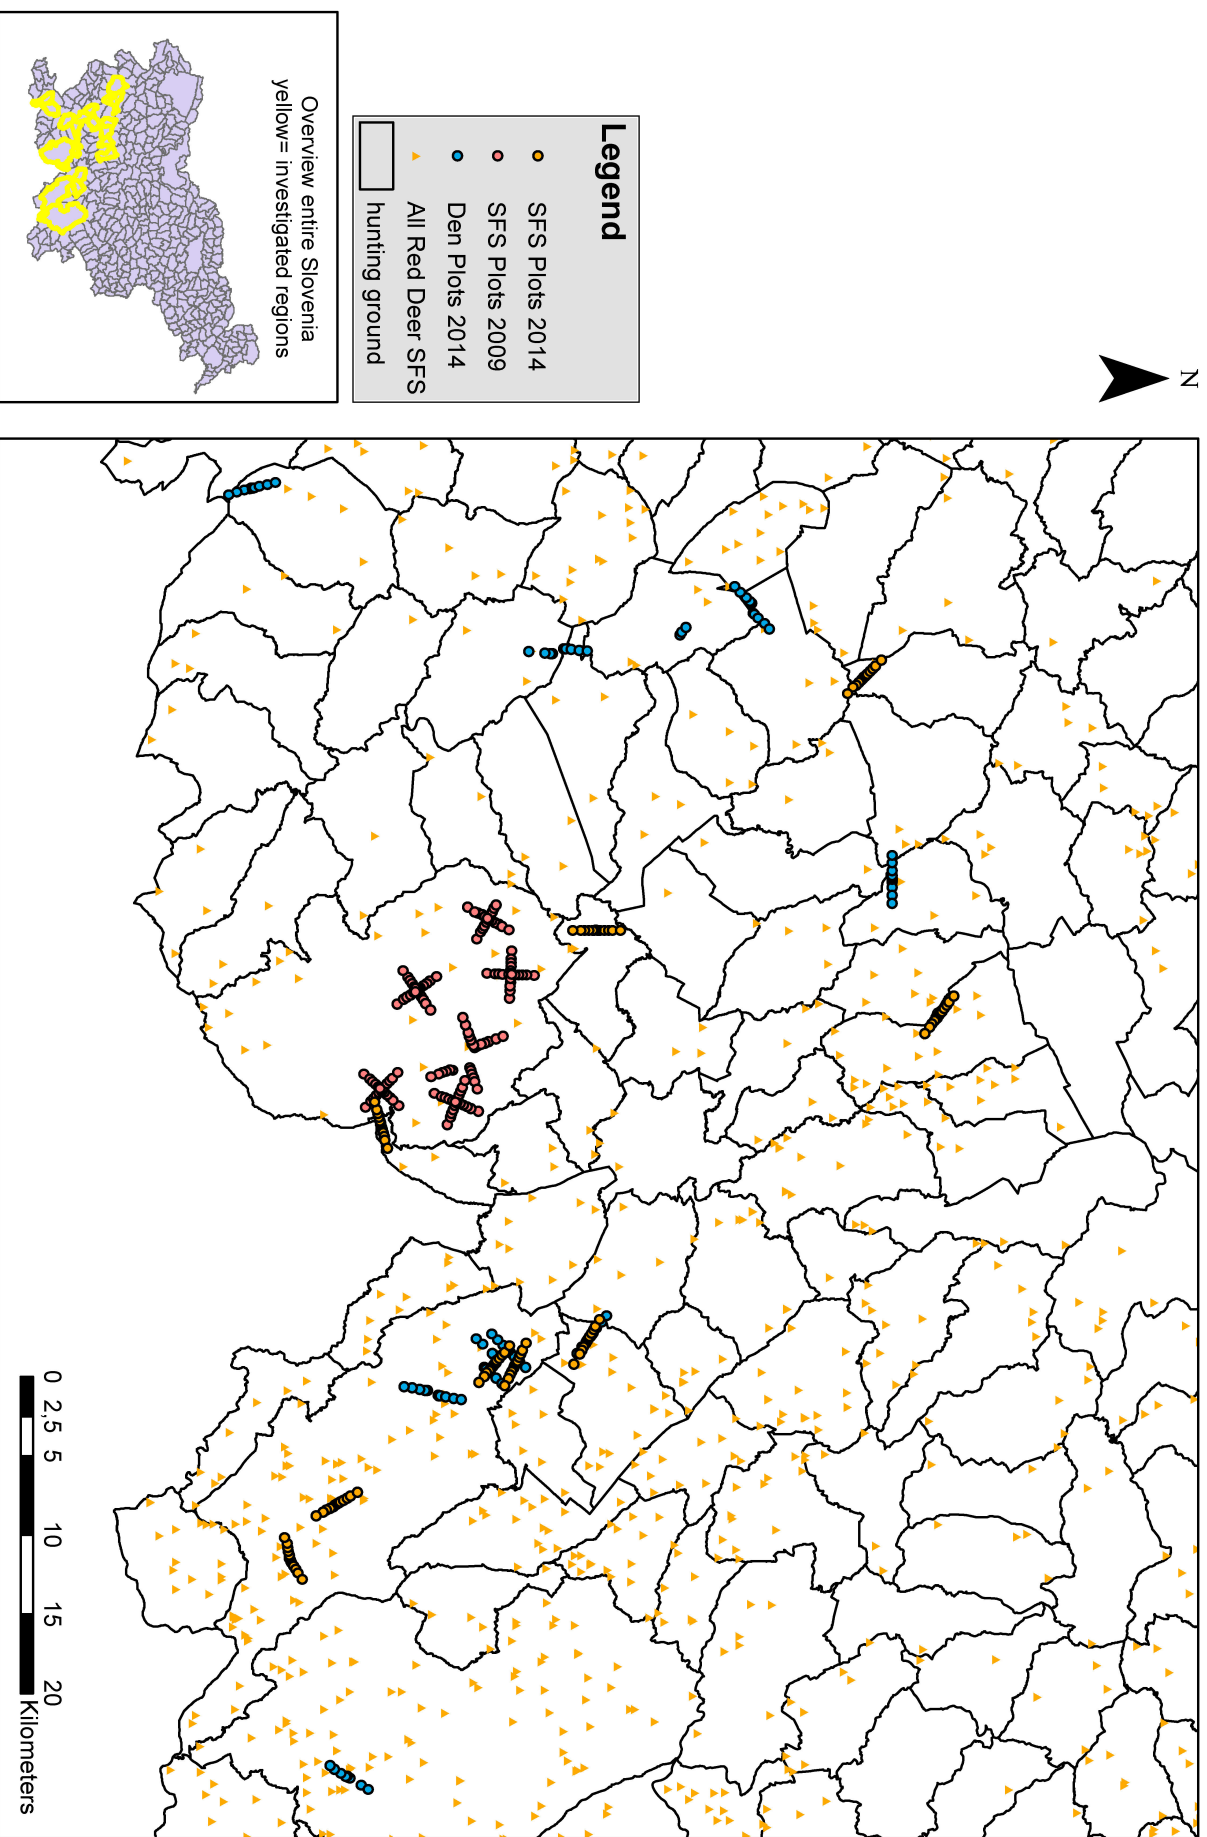 N
Legend
SFS Plots 2014
SFS Plots 2009
Den Plots 2014
All Red Deer SFS
hunting ground
Overview entire Slovenia
yellow= investigated regions
0 2,5 5 10 15 20
Kilometers